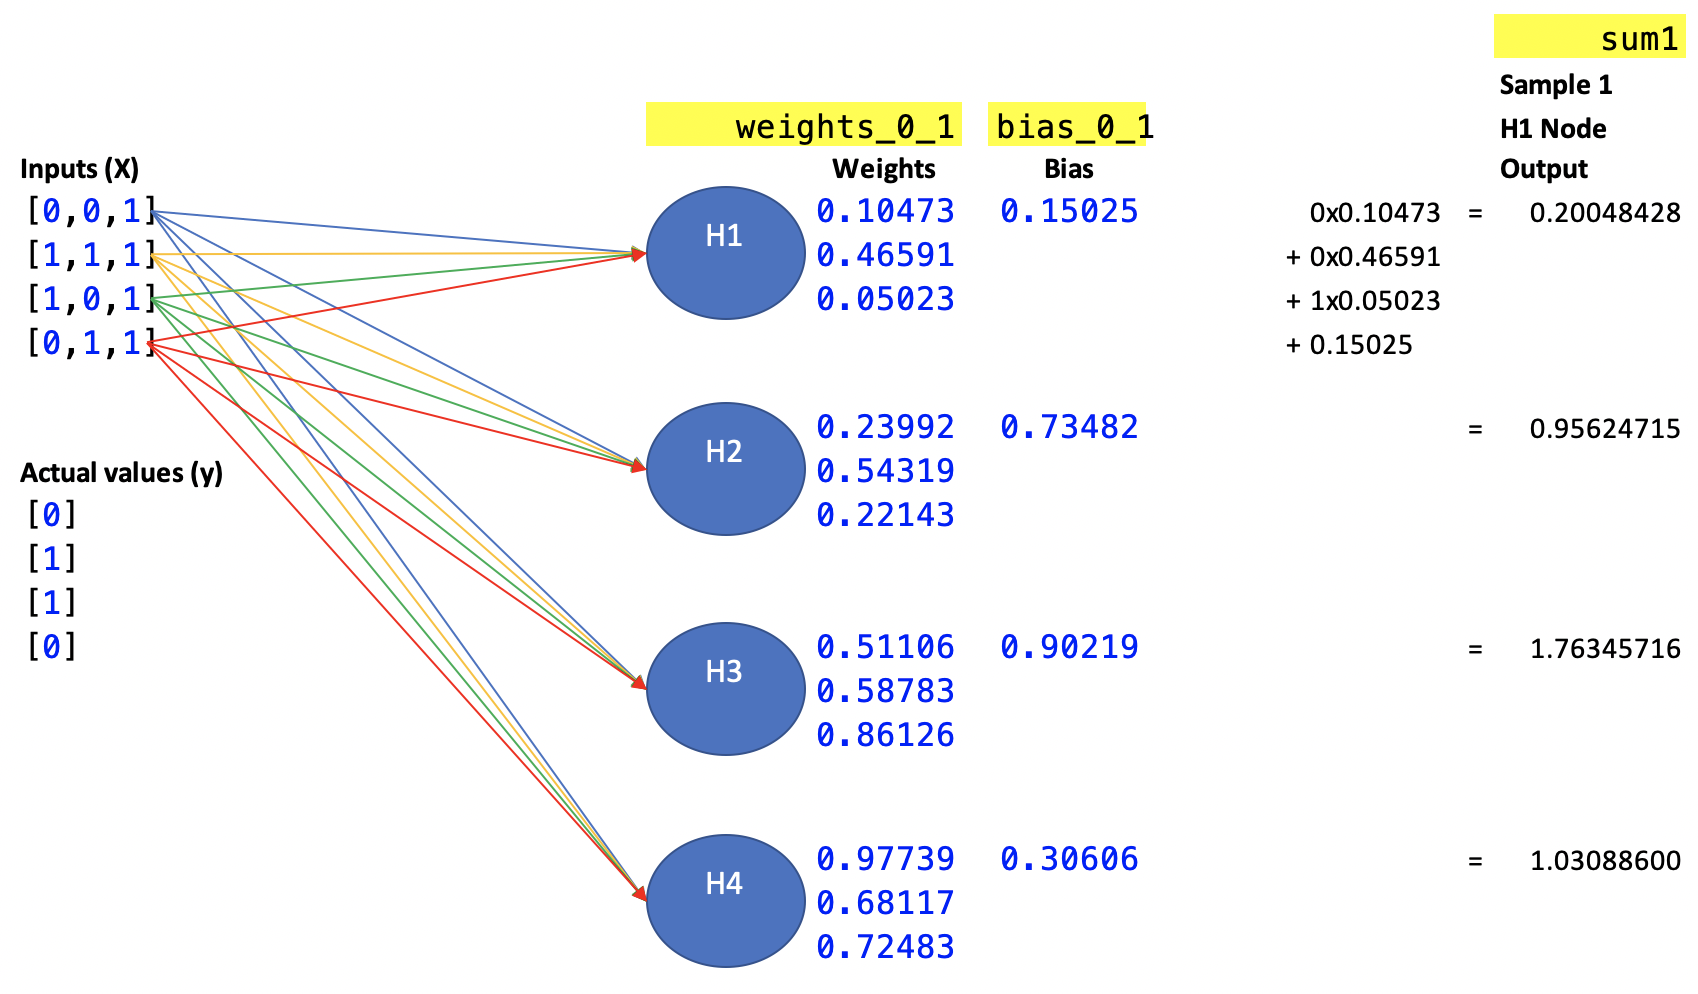 sum1
Sample 1
H1 Node
Output
weights_0_1 bias_0_1
Weights Bias
Inputs (X)
[0,0,1]
[1,1,1]
[1,0,1]
[0,1,1]
Actual values (y)
[0]
[1]
[1]
[0]
H1
0.10473 0.15025
0.46591
0.05023
0x0.10473 = 0.20048428
+ 0x0.46591
+ 1x0.05023
+ 0.15025
H2
0.23992 0.73482 = 0.95624715
0.54319
0.22143
H3
0.51106 0.90219 = 1.76345716
0.58783
0.86126
H4
0.97739 0.30606 = 1.03088600
0.68117
0.72483